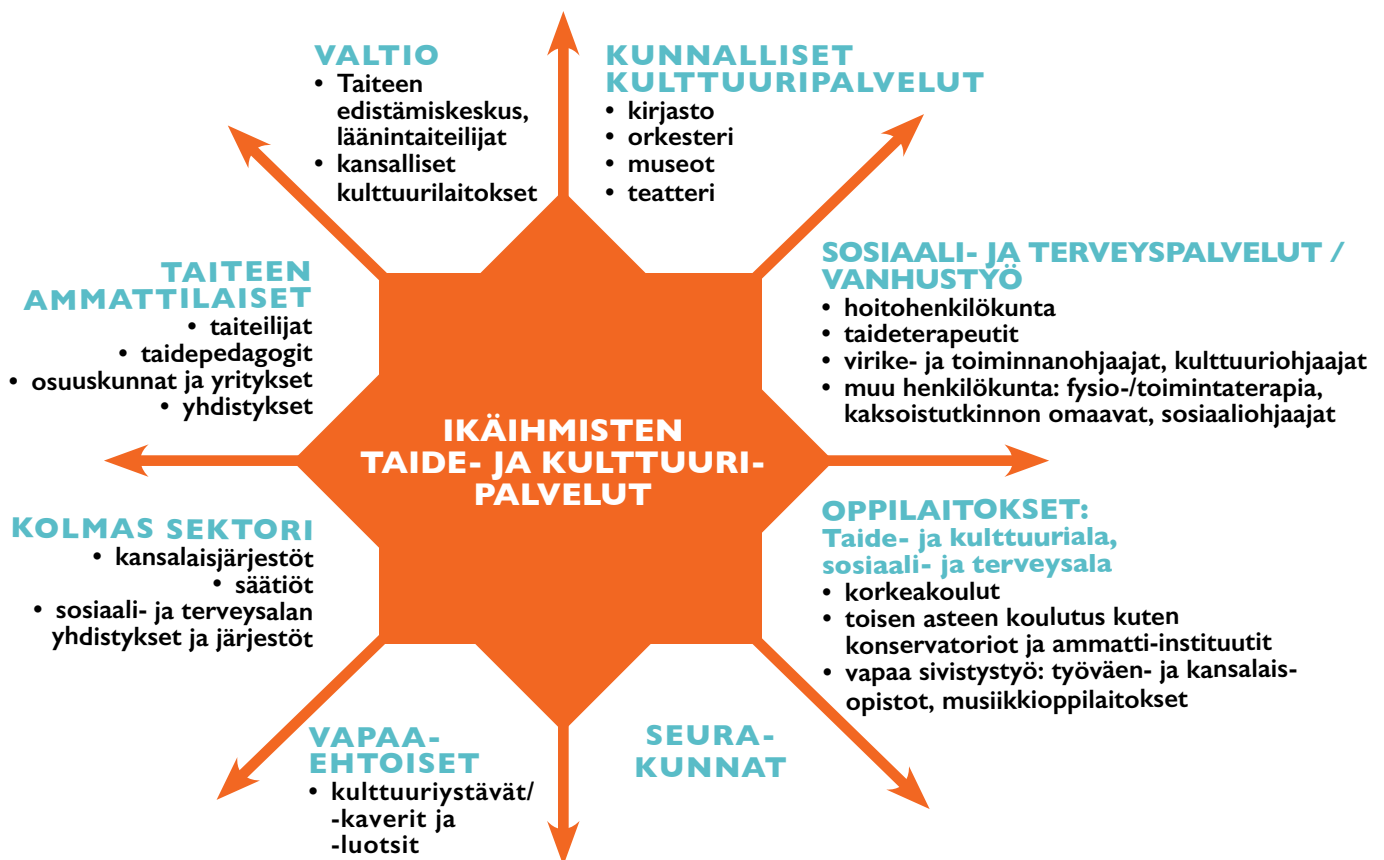 VALTIO
• Taiteen
edistämiskeskus,
läänintaiteilijat
• kansalliset
kulttuurilaitokset
KUNNALLISET
KULTTUURIPALVELUT
• kirjasto
• orkesteri
• museot
• teatteri
TAITEEN
AMMATTILAISET
• taiteilijat
• taidepedagogit
• osuuskunnat ja yritykset
• yhdistykset
SOSIAALI- JA TERVEYSPALVELUT /
VANHUSTYÖ
• hoitohenkilökunta
• taideterapeutit
• virike- ja toiminnanohjaajat, kulttuuriohjaajat
• muu henkilökunta: fysio-/toimintaterapia,
kaksoistutkinnon omaavat, sosiaaliohjaajat
IKÄIHMISTEN
TAIDE- JA KULTTUURI-
PALVELUT
KOLMAS SEKTORI
• kansalaisjärjestöt
• säätiöt
• sosiaali- ja terveysalan
yhdistykset ja järjestöt
OPPILAITOKSET:
Taide- ja kulttuuriala,
sosiaali- ja terveysala
• korkeakoulut
• toisen asteen koulutus kuten
konservatoriot ja ammatti-instituutit
• vapaa sivistystyö: työväen- ja kansalais-
opistot, musiikkioppilaitokset
VAPAA-
EHTOISET
• kulttuuriystävät/
-kaverit ja
-luotsit
SEURA-
KUNNAT